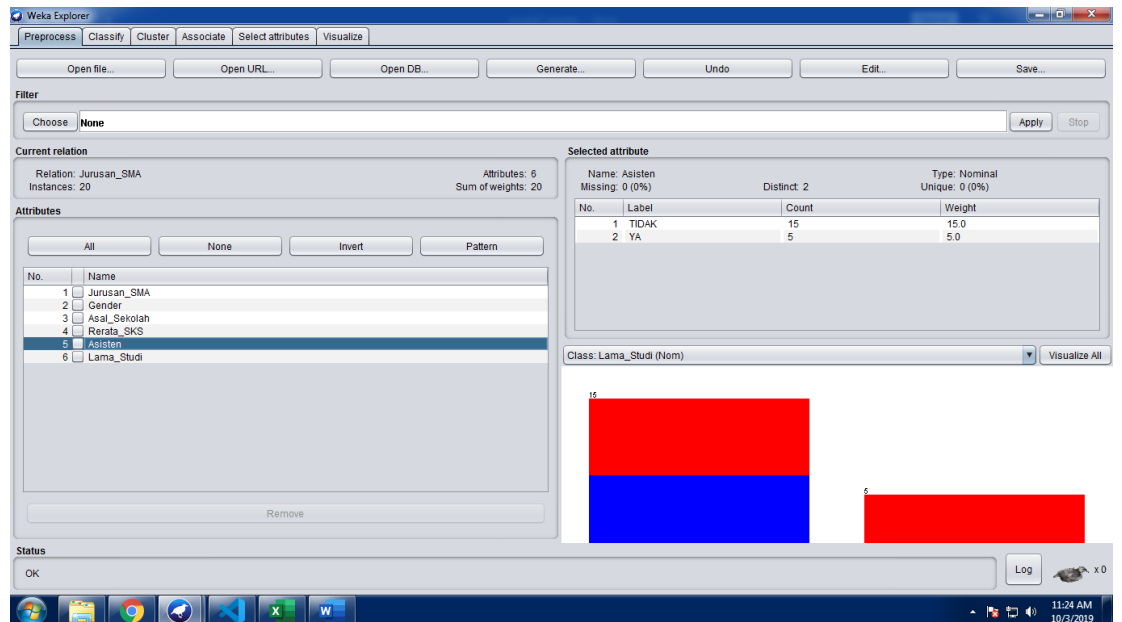 Weka Explorer
Preprocess Classify Cluster Associate Select attributes Visualize
Open file... Open URL... Open DB... Generate... Undo Edit... Save...
Filter
Choose None Apply Stop
Current relation
Relation: Jurusan_SMA Attributes: 6
Instances: 20 Sum of weights: 20
Attributes
All None Invert Pattern
No. Name
1 Jurusan_SMA
2 Gender
3 Asal_Sekolah
4 Rerata_SKS
5 Asisten
6 Lama_Studi
Remove
Selected attribute
Name: Asisten Type: Nominal
Missing: 0 (0%) Distinct: 2 Unique: 0 (0%)
No. Label Count Weight
1 TIDAK 15 15.0
2 YA 5 5.0
Class: Lama_Studi (Nom) Visualize All
15
5
Status
OK
Log x 0
11:24 AM
10/3/2019